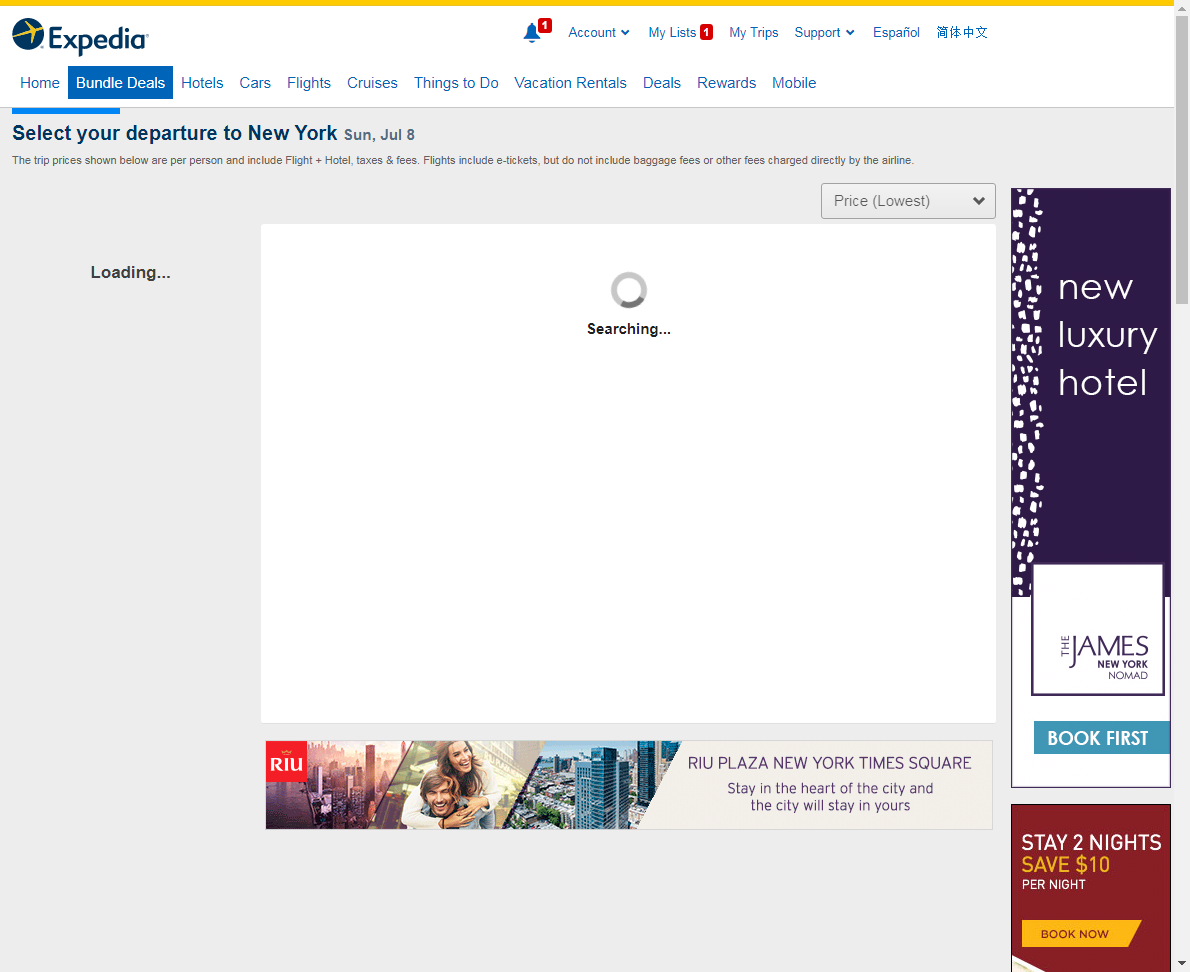 Expedia
1
Account
My Lists 1
My Trips
Support
Español
简体中文
Home
Bundle Deals
Hotels
Cars
Flights
Cruises
Things to Do
Vacation Rentals
Deals
Rewards
Mobile
Select your departure to New York Sun, Jul 8
The trip prices shown below are per person and include Flight + Hotel, taxes & fees. Flights include e-tickets, but do not include baggage fees or other fees charged directly by the airline.
Price (Lowest)
Loading...
Searching...
new
luxury
hotel
THE JAMES
NEW YORK
NOMAD
BOOK FIRST
RIU
RIU PLAZA NEW YORK TIMES SQUARE
Stay in the heart of the city and
the city will stay in yours
STAY 2 NIGHTS
SAVE $10
PER NIGHT
BOOK NOW